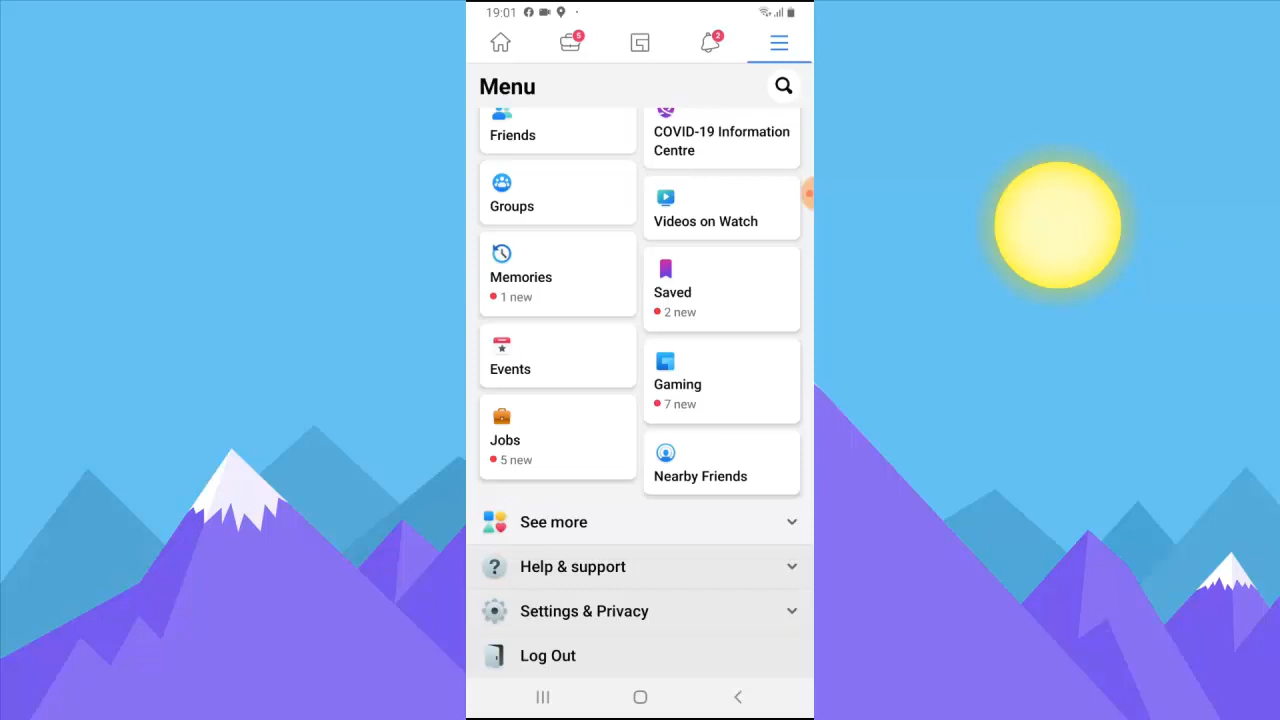 19:01
5
2
Menu
Friends
COVID-19 Information
Centre
Groups
Videos on Watch
Memories
1 new
Saved
2 new
Events
Gaming
7 new
Jobs
5 new
Nearby Friends
See more
Help & support
Settings & Privacy
Log Out